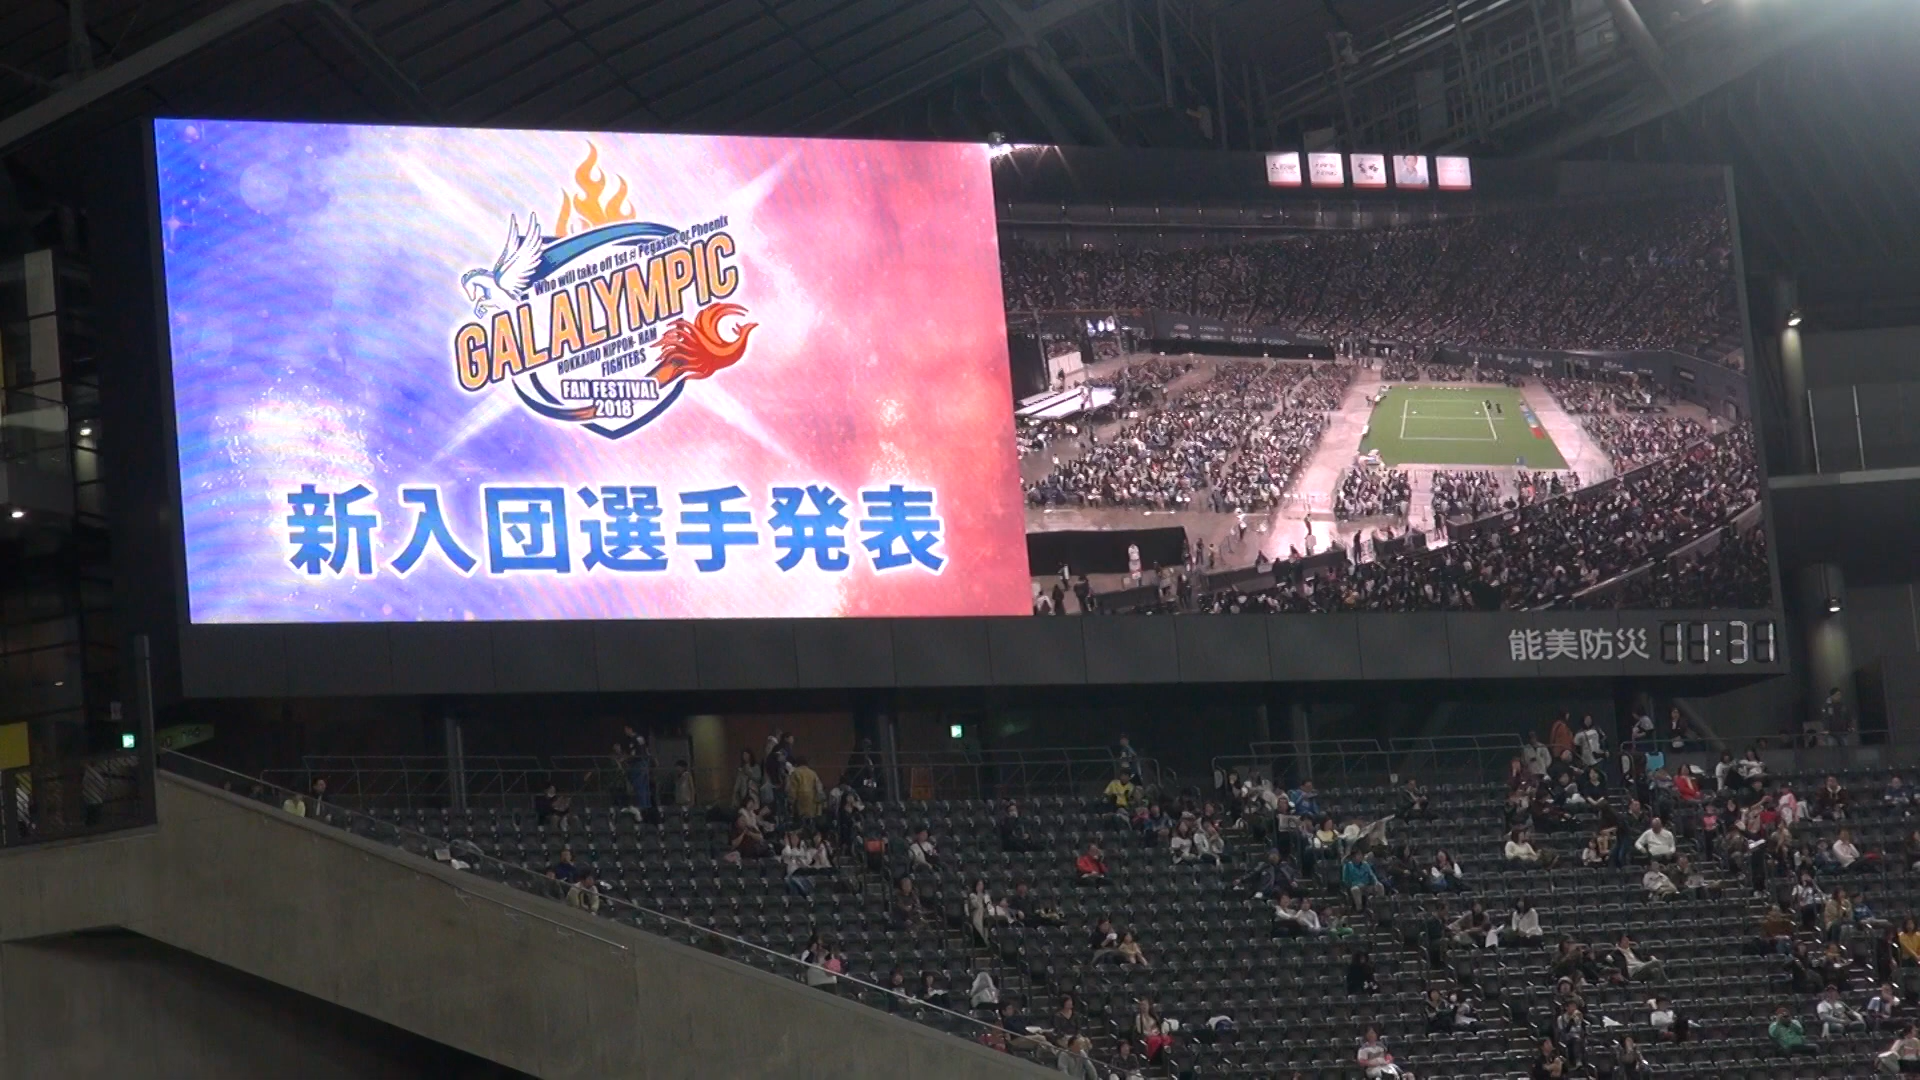 Who will take off 1st # Pegasus or Phoenix
GALALYMPIC
HOKKAIDO NIPPON-HAM
FIGHTERS
FAN FESTIVAL
2018
新入団選手発表
能美防災 11:31